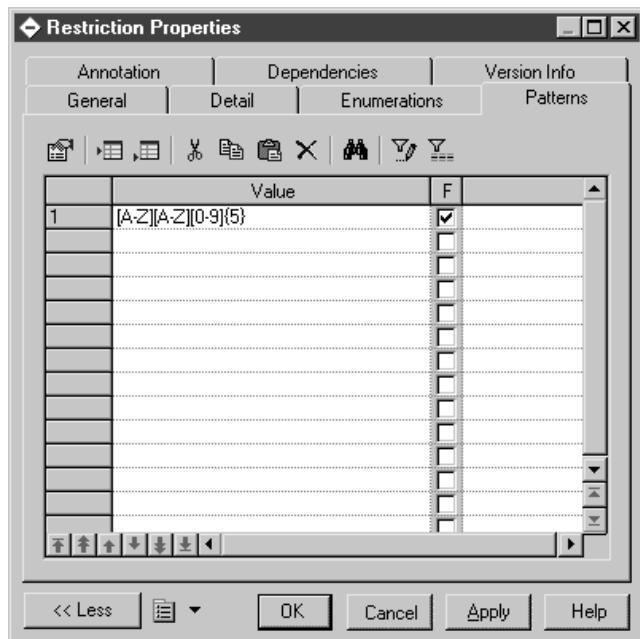 Restriction Properties
Annotation Dependencies Version Info
General Detail Enumerations Patterns
Value F
1 [A-Z][A-Z][0-9]{5}
<< Less OK Cancel Apply Help